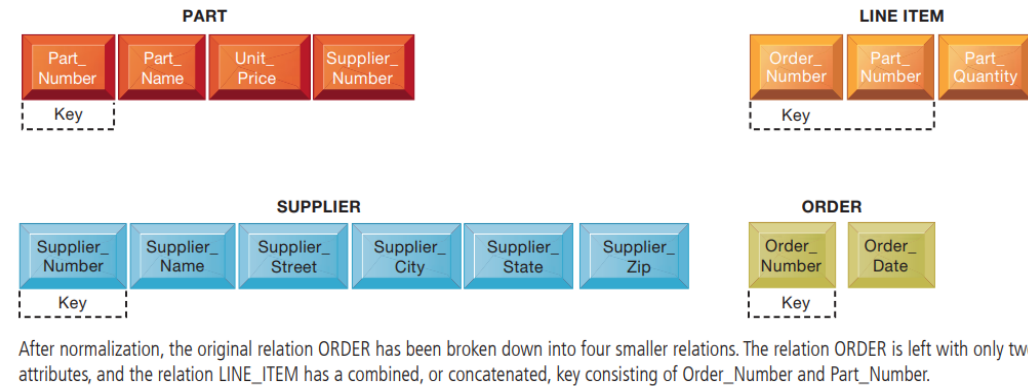 PART
LINE ITEM
Part_
Number
Part_
Name
Unit_
Price
Supplier_
Number
Order_
Number
Part_
Number
Part_
Quantity
Key
Key
SUPPLIER
ORDER
Supplier_
Number
Supplier_
Name
Supplier_
Street
Supplier_
City
Supplier_
State
Supplier_
Zip
Order_
Number
Order_
Date
Key
Key
After normalization, the original relation ORDER has been broken down into four smaller relations. The relation ORDER is left with only
attributes, and the relation LINE_ITEM has a combined, or concatenated, key consisting of Order_Number and Part_Number.